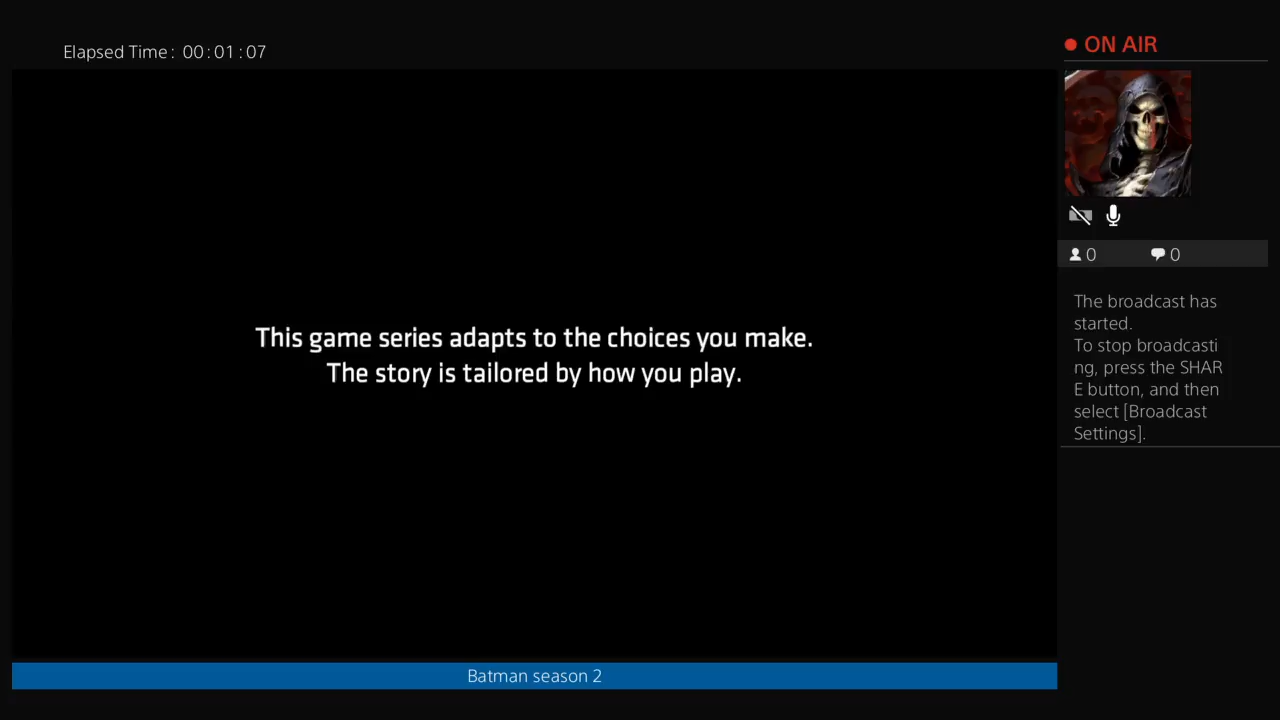 Elapsed Time: 00:01:07
ON AIR
This game series adapts to the choices you make.
The story is tailored by how you play.
0
0
The broadcast has
started.
To stop broadcasti
ng, press the SHAR
E button, and then
select [Broadcast
Settings].
Batman season 2